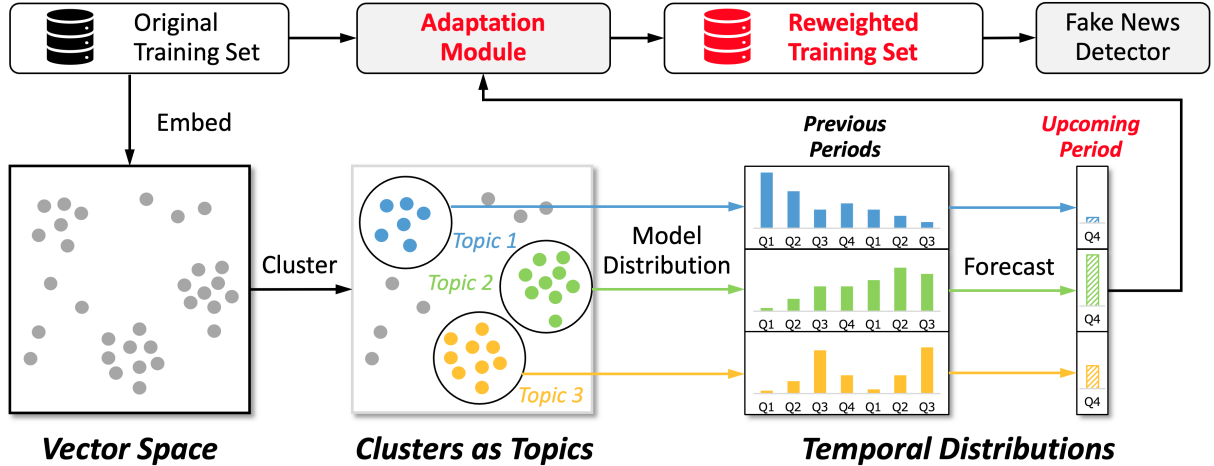 Original
Training Set
Adaptation
Module
Reweighted
Training Set
Fake News
Detector
Embed
Previous
Periods
Upcoming
Period
Topic 1
Topic 2
Topic 3
Cluster
Model
Distribution
Forecast
Q1 Q2 Q3 Q4 Q1 Q2 Q3
Q4
Q1 Q2 Q3 Q4 Q1 Q2 Q3
Q4
Q1 Q2 Q3 Q4 Q1 Q2 Q3
Q4
Vector Space
Clusters as Topics
Temporal Distributions